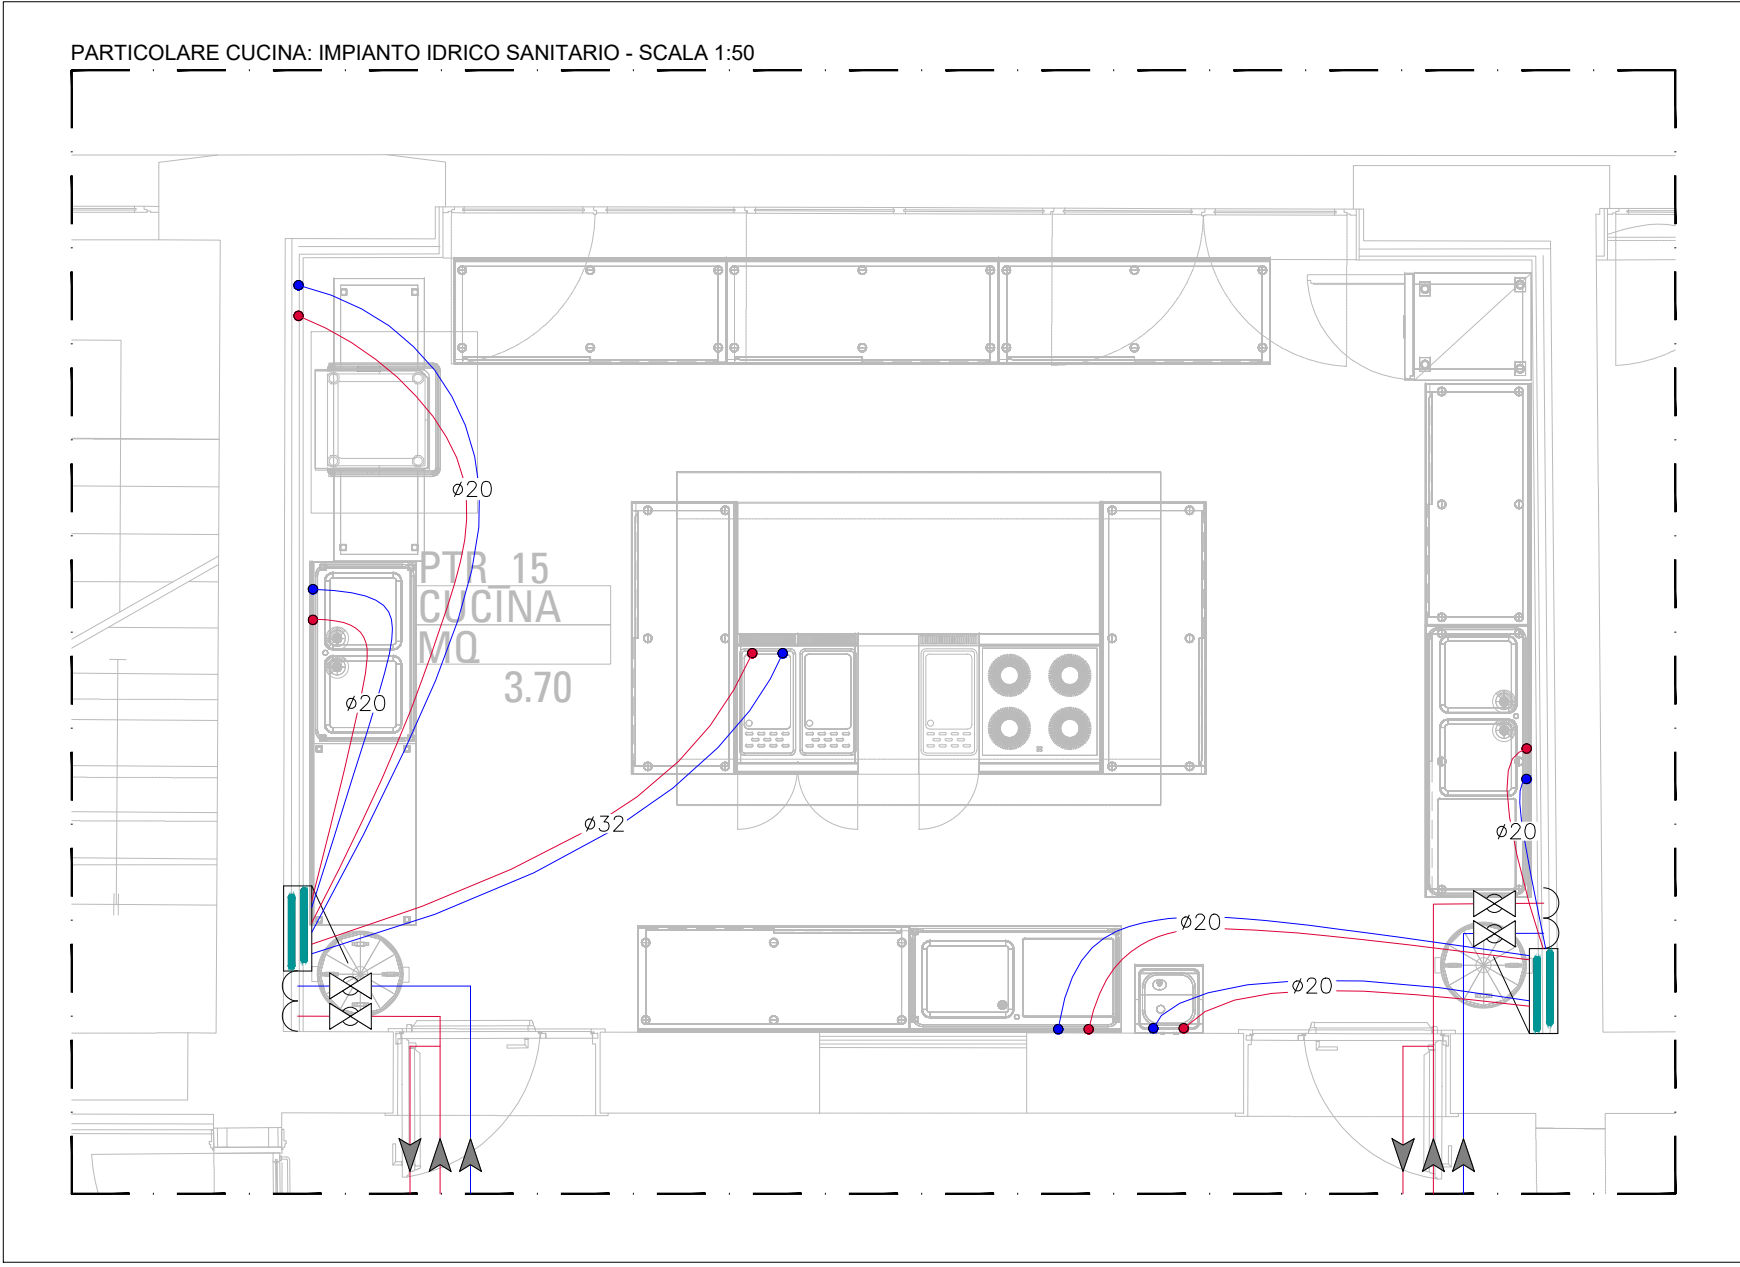 PARTICOLARE CUCINA: IMPIANTO IDRICO SANITARIO - SCALA 1:50
ø20
PTR_15
CUCINA
MQ
3.70
ø20
ø32
ø20
ø20
ø20